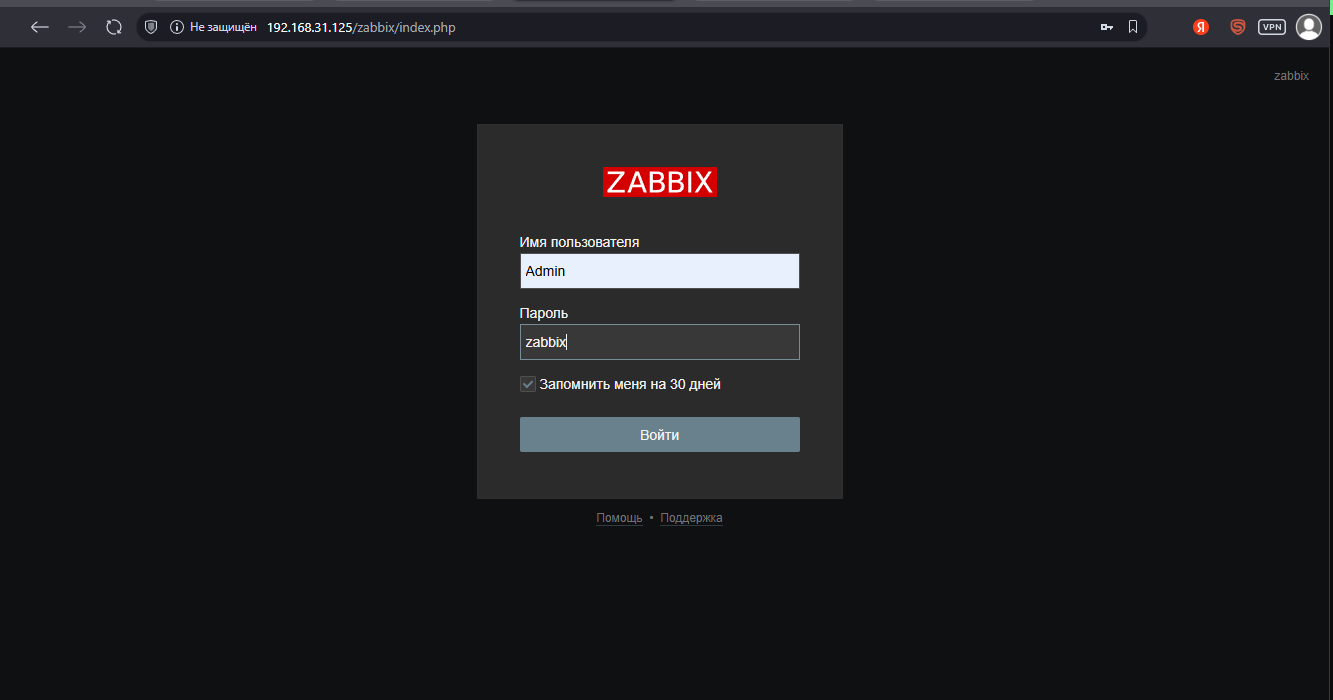 Не защищён 192.168.31.125/zabbix/index.php
Я
S
VPN
zabbix
ZABBIX
Имя пользователя
Admin
Пароль
zabbix
Запомнить меня на 30 дней
Войти
Помощь • Поддержка